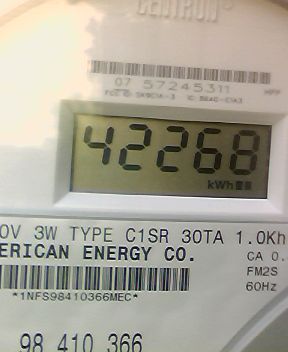 CENTRON®
07 57245311
42268
kWh
0V 3W TYPE C1SR 30TA 1.0Kh
ERICAN ENERGY CO.
CA 0.
FM2S
*1NFS98410366MEC*
60Hz
98 410 366